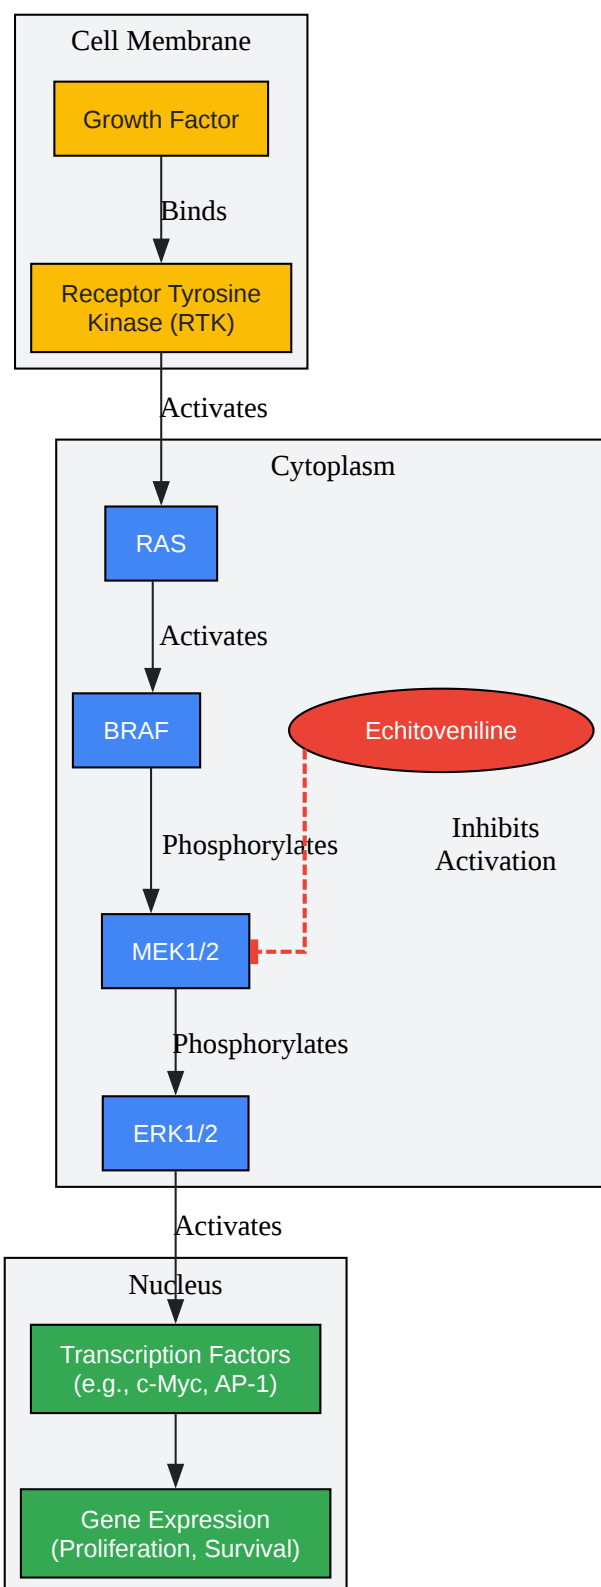 Cell Membrane
Growth Factor
Binds
Receptor Tyrosine
Kinase (RTK)
Activates
Cytoplasm
RAS
Activates
BRAF
Echitoveniline
Phosphorylates
Inhibits
Activation
MEK1/2
Phosphorylates
ERK1/2
Activates
Nucleus
Transcription Factors
(e.g., c-Myc, AP-1)
Gene Expression
(Proliferation, Survival)